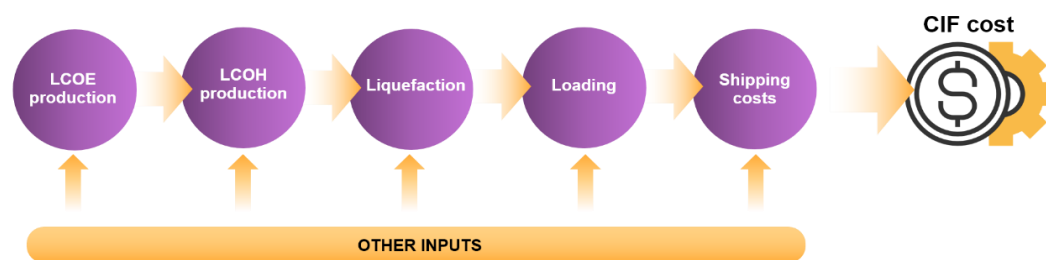 CIF cost
LCOE
production
LCOH
production
Liquefaction
Loading
Shipping
costs
$
OTHER INPUTS